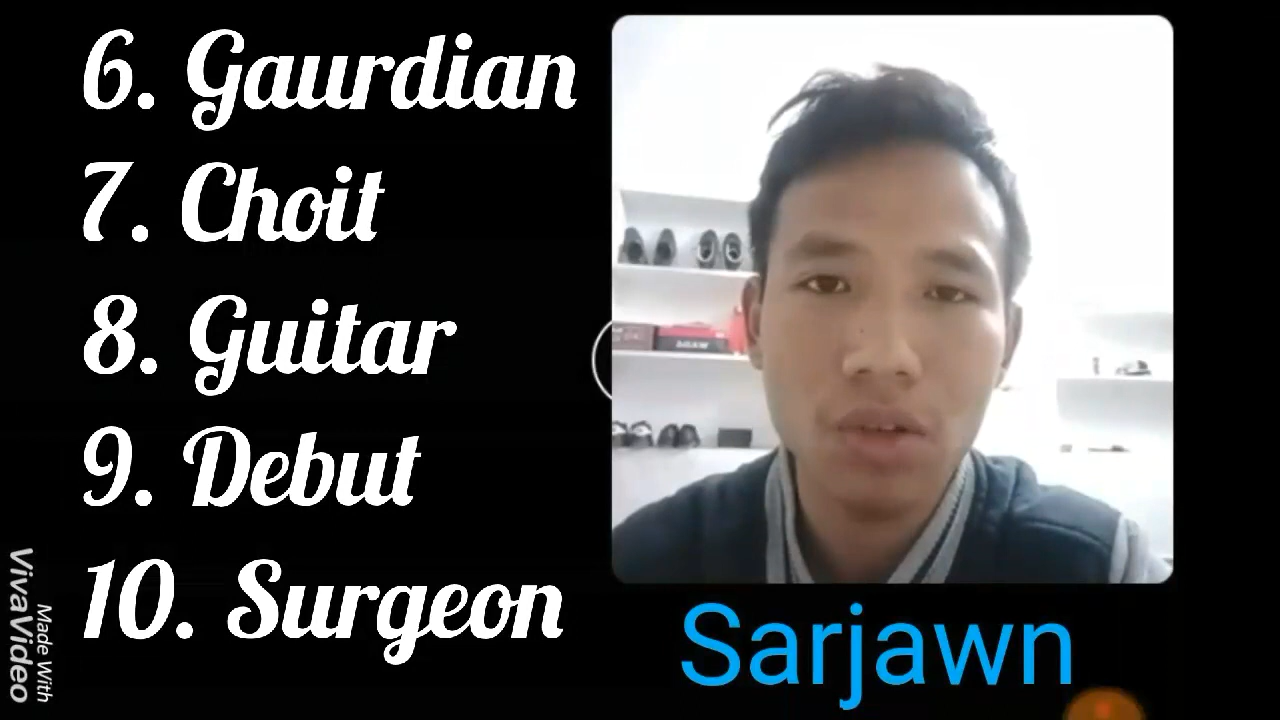 6. Gaurdian
7. Choit
8. Guitar
9. Debut
10. Surgeon
Sarjawn
Made With
VivaVideo